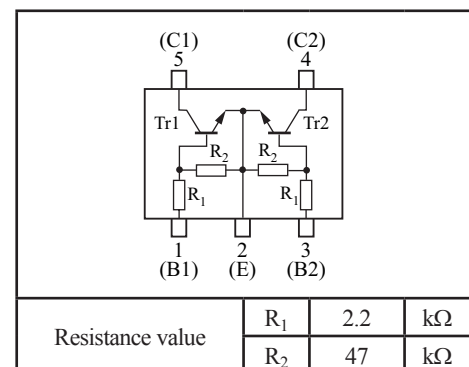 (C1) (C2)
5 4
Tr1 Tr2
R2 R2
R1 R1
1 2 3
(B1) (E) (B2)
Resistance value R1 2.2 kΩ
R2 47 kΩ